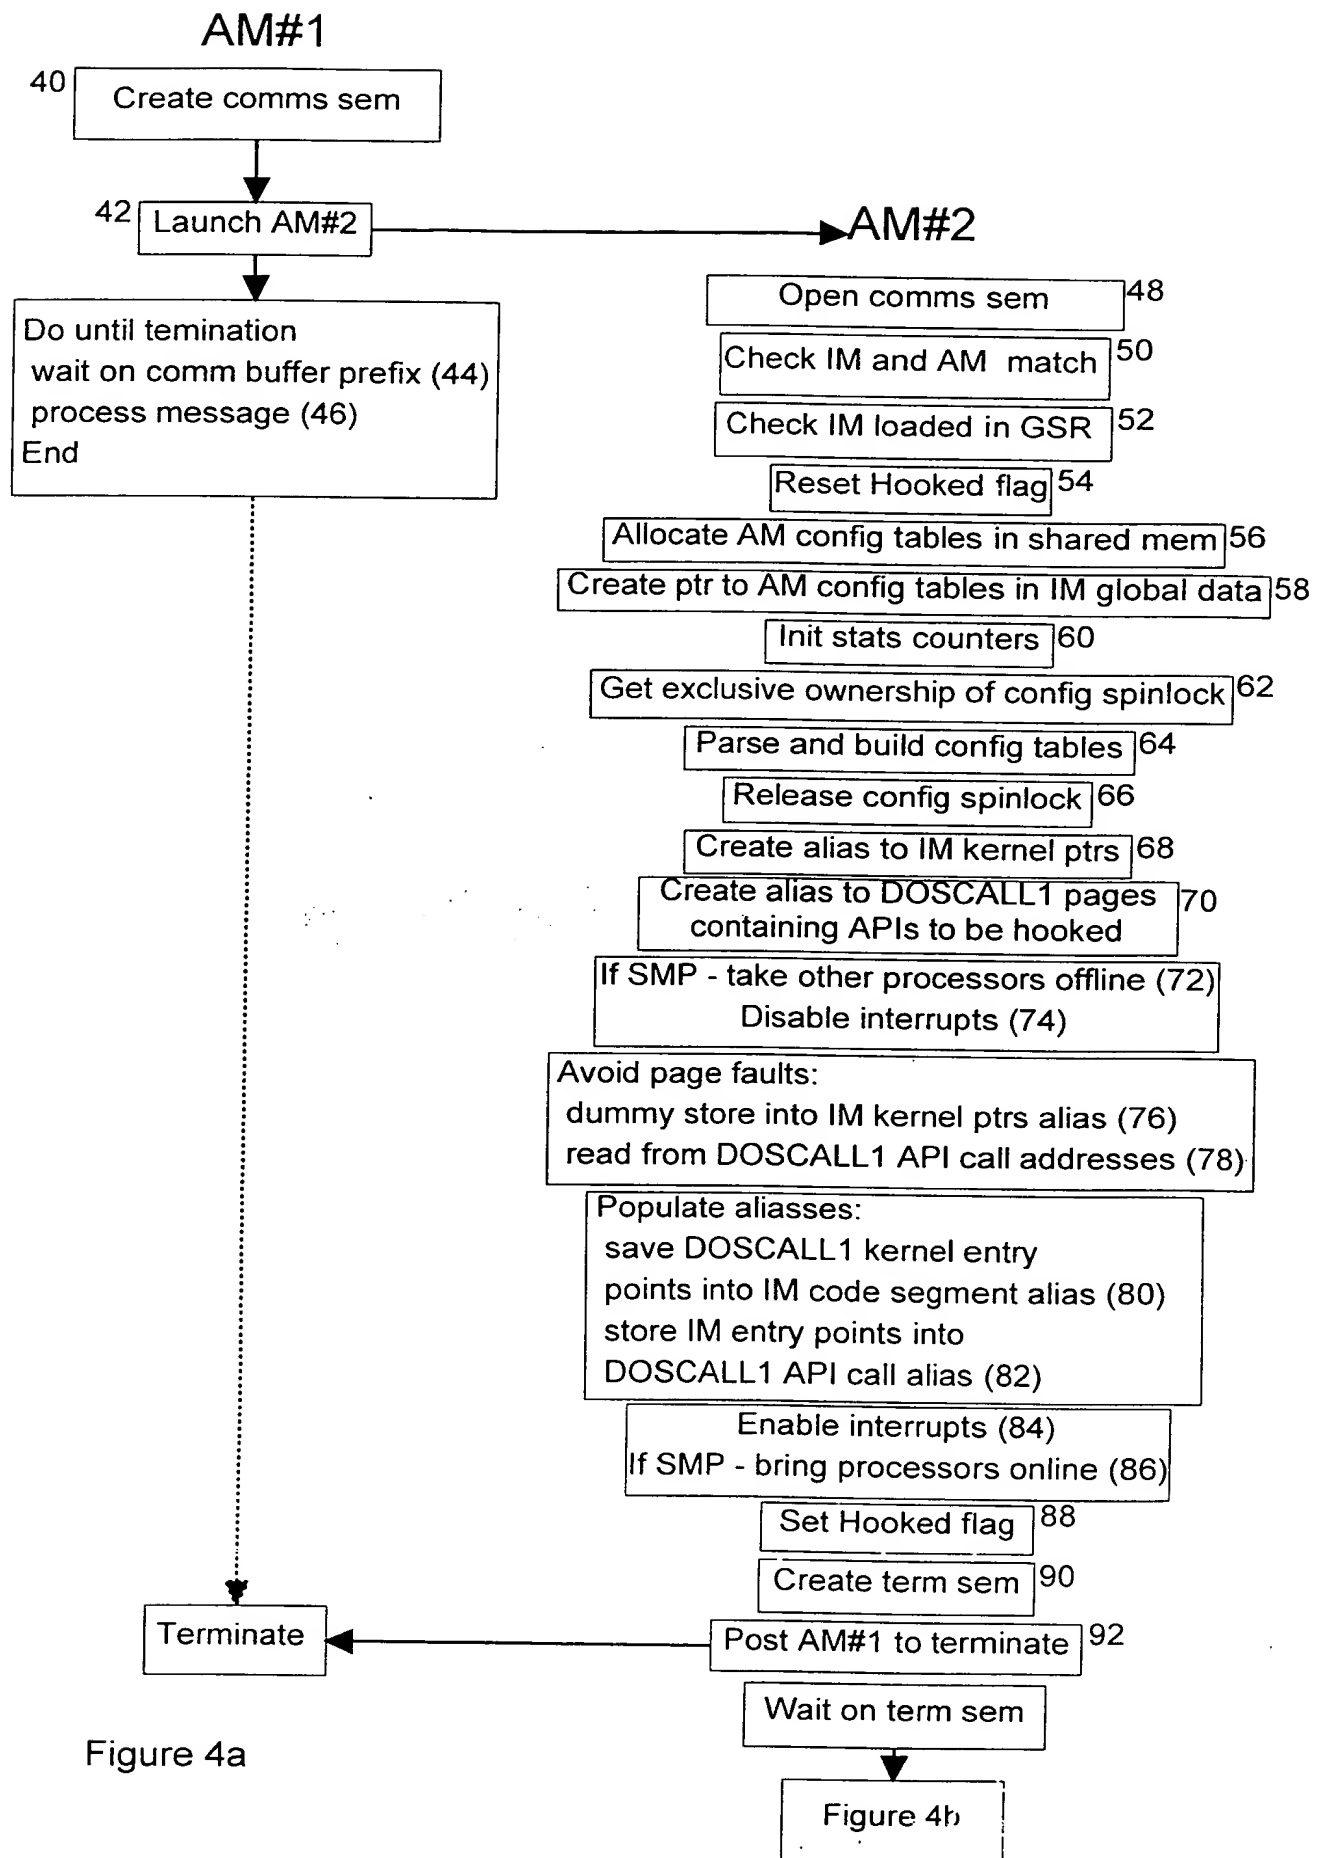 AM#1
40
Create comms sem
42
Launch AM#2
Do until temination
wait on comm buffer prefix (44)
process message (46)
End
AM#2
Open comms sem
48
Check IM and AM match
50
Check IM loaded in GSR
52
Reset Hooked flag
54
Allocate AM config tables in shared mem
56
Create ptr to AM config tables in IM global data
58
Init stats counters
60
Get exclusive ownership of config spinlock
62
Parse and build config tables
64
Release config spinlock
66
Create alias to IM kernel ptrs
68
Create alias to DOSCALL1 pages
containing APIs to be hooked
70
If SMP - take other processors offline (72)
Disable interrupts (74)
Avoid page faults:
dummy store into IM kernel ptrs alias (76)
read from DOSCALL1 API call addresses (78)
Populate aliasses:
save DOSCALL1 kernel entry
points into IM code segment alias (80)
store IM entry points into
DOSCALL1 API call alias (82)
Enable interrupts (84)
If SMP - bring processors online (86)
Set Hooked flag
88
Create term sem
90
Post AM#1 to terminate
92
Terminate
Wait on term sem
Figure 4b
Figure 4a